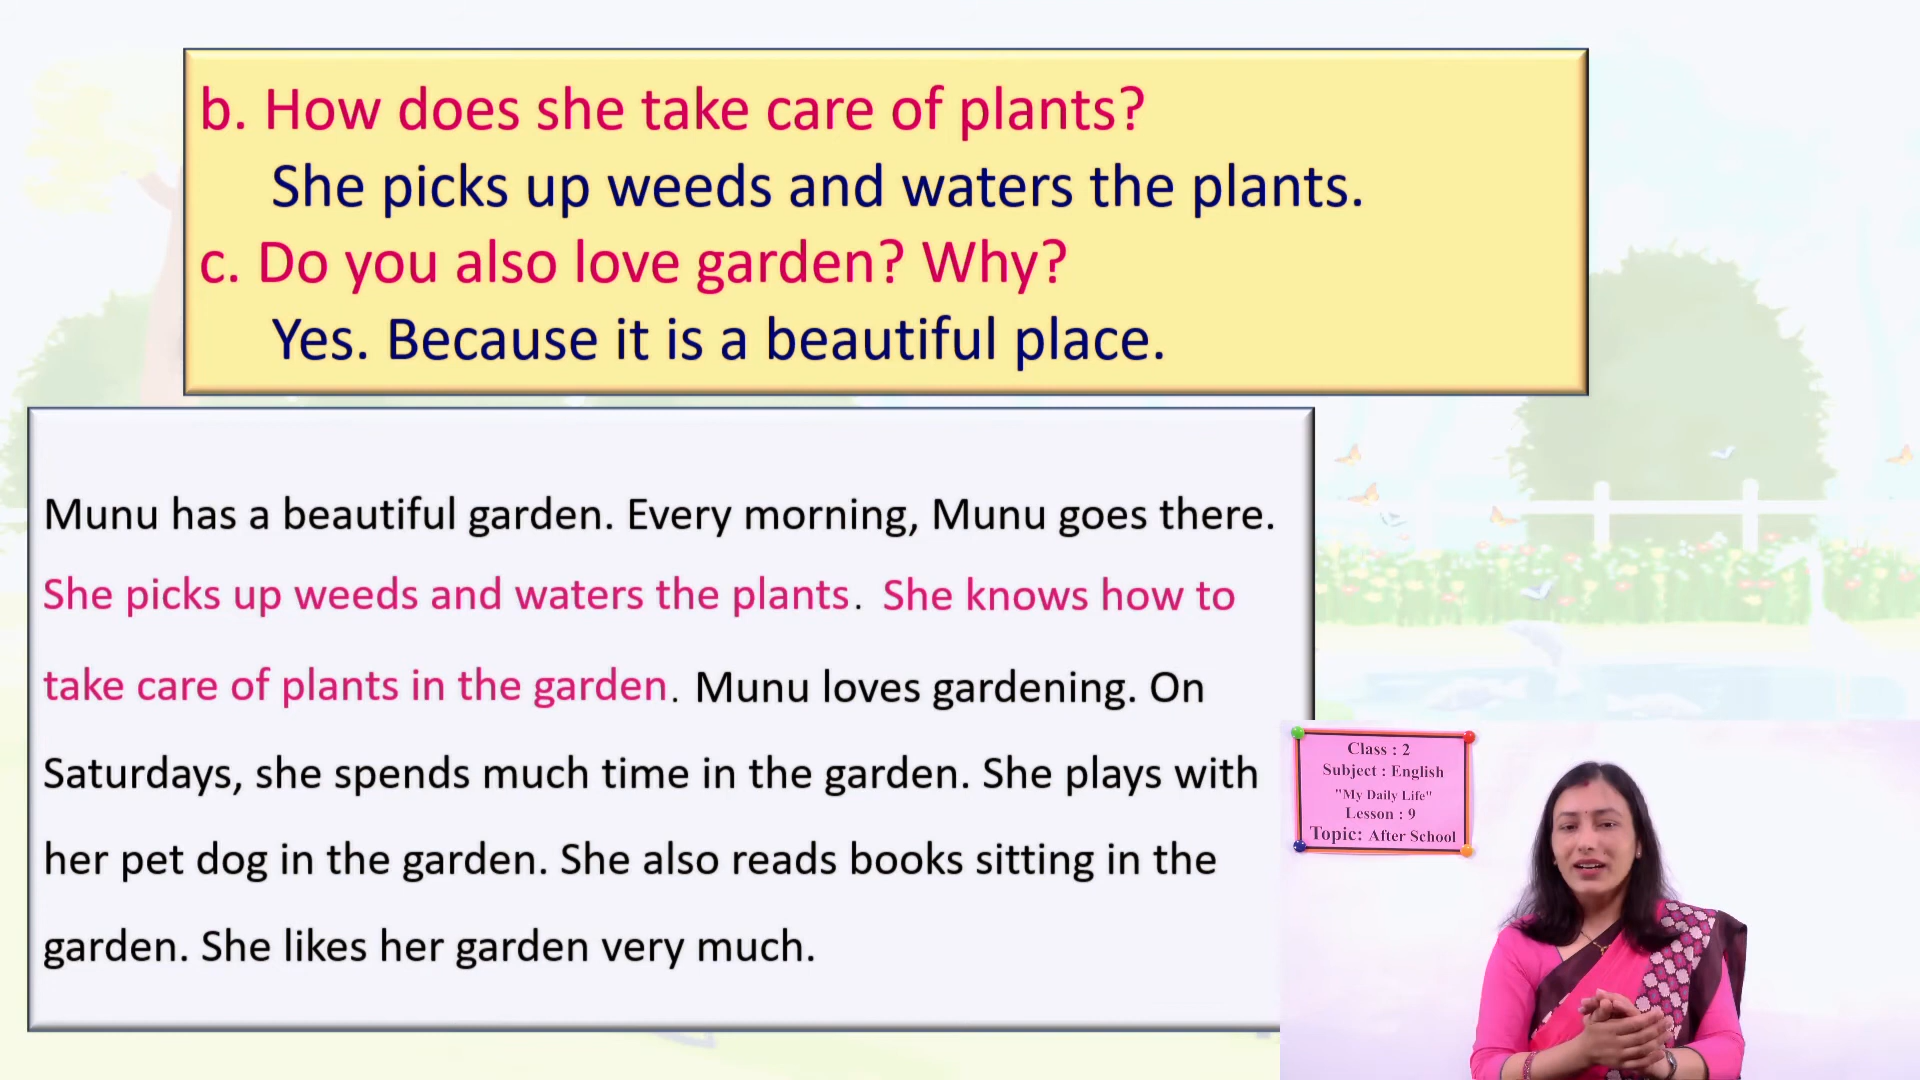 b. How does she take care of plants?
She picks up weeds and waters the plants.
c. Do you also love garden? Why?
Yes. Because it is a beautiful place.
Munu has a beautiful garden. Every morning, Munu goes there.
She picks up weeds and waters the plants. She knows how to
take care of plants in the garden. Munu loves gardening. On
Saturdays, she spends much time in the garden. She plays with
her pet dog in the garden. She also reads books sitting in the
garden. She likes her garden very much.
Class : 2
Subject : English
"My Daily Life"
Lesson : 9
Topic: After School